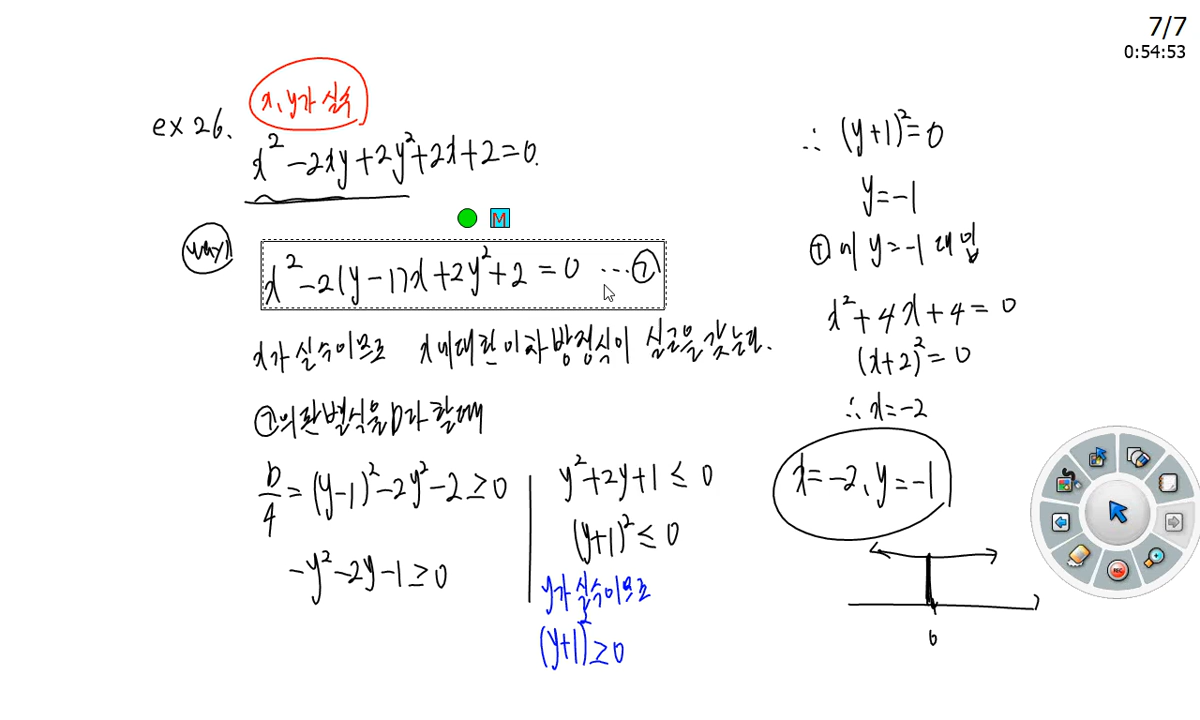 7/7
0:54:53
ex 26.
x, y가 실수
x² - 2xy + 2y² + 2x + 2 = 0.
way1
x² - 2(y - 1)x + 2y² + 2 = 0 ... ㉠
x가 실수이므로 x에대한 이차방정식이 실근을 갖는다.
㉠의 판별식을 D라 할때
D/4 = (y-1)² - 2y² - 2 ≥ 0
-y² - 2y - 1 ≥ 0
y² + 2y + 1 ≤ 0
(y+1)² ≤ 0
y가 실수이므로
(y+1)² ≥ 0
∴ (y+1)² = 0
y = -1
㉠에 y = -1 대입
x² + 4x + 4 = 0
(x+2)² = 0
∴ x = -2
x = -2, y = -1
0
M
REC